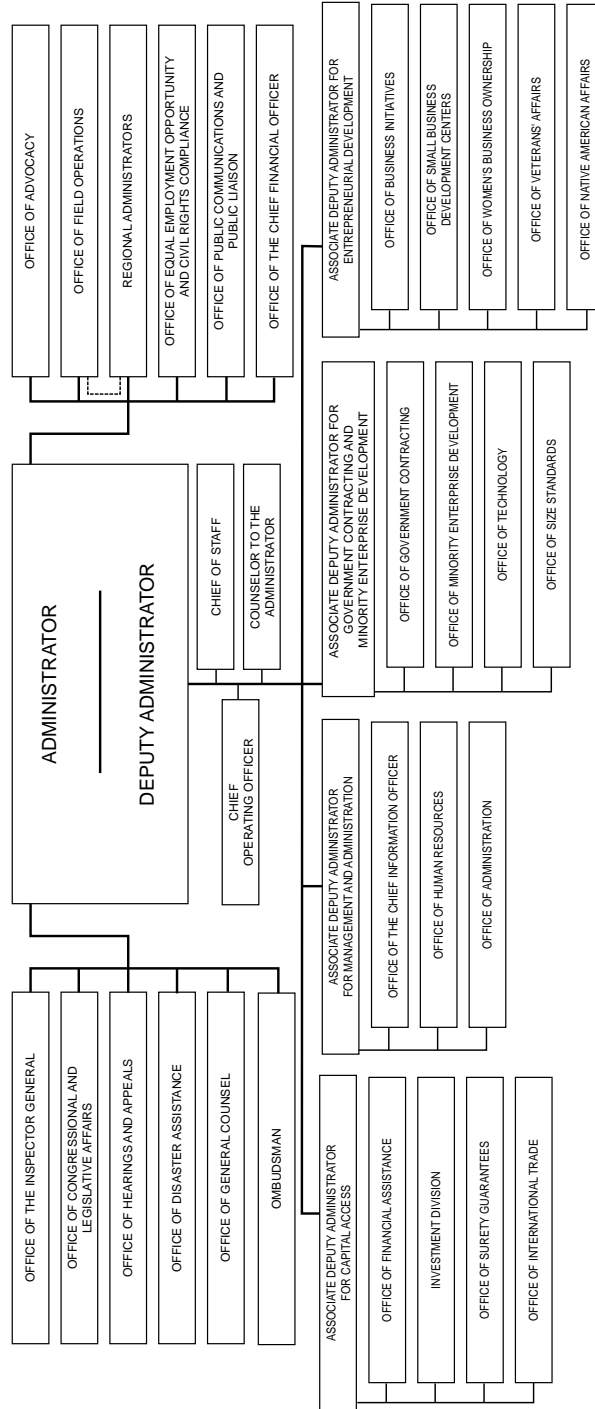 OFFICE OF THE INSPECTOR GENERAL
OFFICE OF CONGRESSIONAL AND
LEGISLATIVE AFFAIRS
OFFICE OF HEARINGS AND APPEALS
OFFICE OF DISASTER ASSISTANCE
OFFICE OF GENERAL COUNSEL
OMBUDSMAN
ADMINISTRATOR
DEPUTY ADMINISTRATOR
OFFICE OF ADVOCACY
OFFICE OF FIELD OPERATIONS
REGIONAL ADMINISTRATORS
OFFICE OF EQUAL EMPLOYMENT OPPORTUNITY
AND CIVIL RIGHTS COMPLIANCE
OFFICE OF PUBLIC COMMUNICATIONS AND
PUBLIC LIAISON
OFFICE OF THE CHIEF FINANCIAL OFFICER
CHIEF OF STAFF
CHIEF
OPERATING OFFICER
COUNSELOR TO THE
ADMINISTRATOR
ASSOCIATE DEPUTY ADMINISTRATOR
FOR CAPITAL ACCESS
OFFICE OF FINANCIAL ASSISTANCE
INVESTMENT DIVISION
OFFICE OF SURETY GUARANTEES
OFFICE OF INTERNATIONAL TRADE
ASSOCIATE DEPUTY ADMINISTRATOR
FOR MANAGEMENT AND ADMINISTRATION
OFFICE OF THE CHIEF INFORMATION OFFICER
OFFICE OF HUMAN RESOURCES
OFFICE OF ADMINISTRATION
ASSOCIATE DEPUTY ADMINISTRATOR FOR
GOVERNMENT CONTRACTING AND
MINORITY ENTERPRISE DEVELOPMENT
OFFICE OF GOVERNMENT CONTRACTING
OFFICE OF MINORITY ENTERPRISE DEVELOPMENT
OFFICE OF TECHNOLOGY
OFFICE OF SIZE STANDARDS
ASSOCIATE DEPUTY ADMINISTRATOR FOR
ENTREPRENEURIAL DEVELOPMENT
OFFICE OF BUSINESS INITIATIVES
OFFICE OF SMALL BUSINESS
DEVELOPMENT CENTERS
OFFICE OF WOMEN'S BUSINESS OWNERSHIP
OFFICE OF VETERANS' AFFAIRS
OFFICE OF NATIVE AMERICAN AFFAIRS